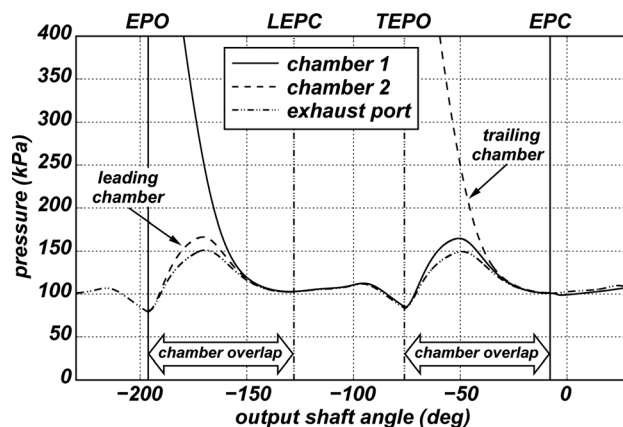 EPO LEPC TEPO EPC
400
350
300
250
200
150
100
50
0
pressure (kPa)
chamber 1
chamber 2
exhaust port
leading
chamber
trailing
chamber
chamber overlap chamber overlap
−200 −150 −100 −50 0
output shaft angle (deg)